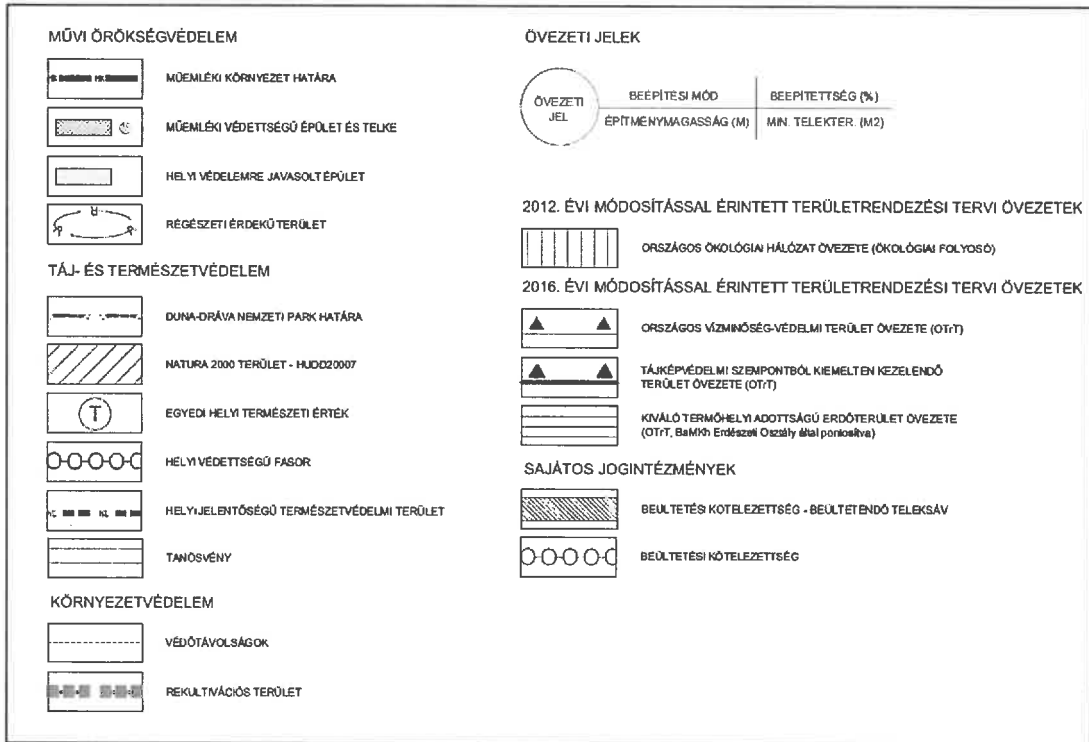 MŰVI ÖRÖKSÉGVÉDELEM
MŰEMLÉKI KÖRNYEZET HATÁRA
MŰEMLÉKI VÉDETTSÉGŰ ÉPÜLET ÉS TELKE
HELYI VÉDELEMRE JAVASOLT ÉPÜLET
R
R R
RÉGÉSZETI ÉRDEKŰ TERÜLET
TÁJ- ÉS TERMÉSZETVÉDELEM
DUNA-DRÁVA NEMZETI PARK HATÁRA
NATURA 2000 TERÜLET - HUDD20007
T
EGYEDI HELYI TERMÉSZETI ÉRTÉK
HELYI VÉDETTSÉGŰ FASOR
HELYI JELENTŐSÉGŰ TERMÉSZETVÉDELMI TERÜLET
TANÖSVÉNY
KÖRNYEZETVÉDELEM
VÉDŐTÁVOLSÁGOK
REKULTIVÁCIÓS TERÜLET
ÖVEZETI JELEK
ÖVEZETI JEL
BEÉPÍTÉSI MÓD
BEÉPÍTETTSÉG (%)
ÉPÍTMÉNYMAGASSÁG (M)
MIN. TELEKTER. (M2)
2012. ÉVI MÓDOSÍTÁSSAL ÉRINTETT TERÜLETRENDEZÉSI TERVI ÖVEZETEK
ORSZÁGOS ÖKOLÓGIAI HÁLÓZAT ÖVEZETE (ÖKOLÓGIAI FOLYOSÓ)
2016. ÉVI MÓDOSÍTÁSSAL ÉRINTETT TERÜLETRENDEZÉSI TERVI ÖVEZETEK
ORSZÁGOS VÍZMINŐSÉG-VÉDELMI TERÜLET ÖVEZETE (OTrT)
TÁJKÉPVÉDELMI SZEMPONTBÓL KIEMELTEN KEZELENDŐ
TERÜLET ÖVEZETE (OTrT)
KIVÁLÓ TERMŐHELYI ADOTTSÁGÚ ERDŐTERÜLET ÖVEZETE
(OTrT, BaMKh Erdészeti Osztály által pontosítva)
SAJÁTOS JOGINTÉZMÉNYEK
BEÜLTETÉSI KÖTELEZETTSÉG - BEÜLTETENDŐ TELEKSÁV
BEÜLTETÉSI KÖTELEZETTSÉG